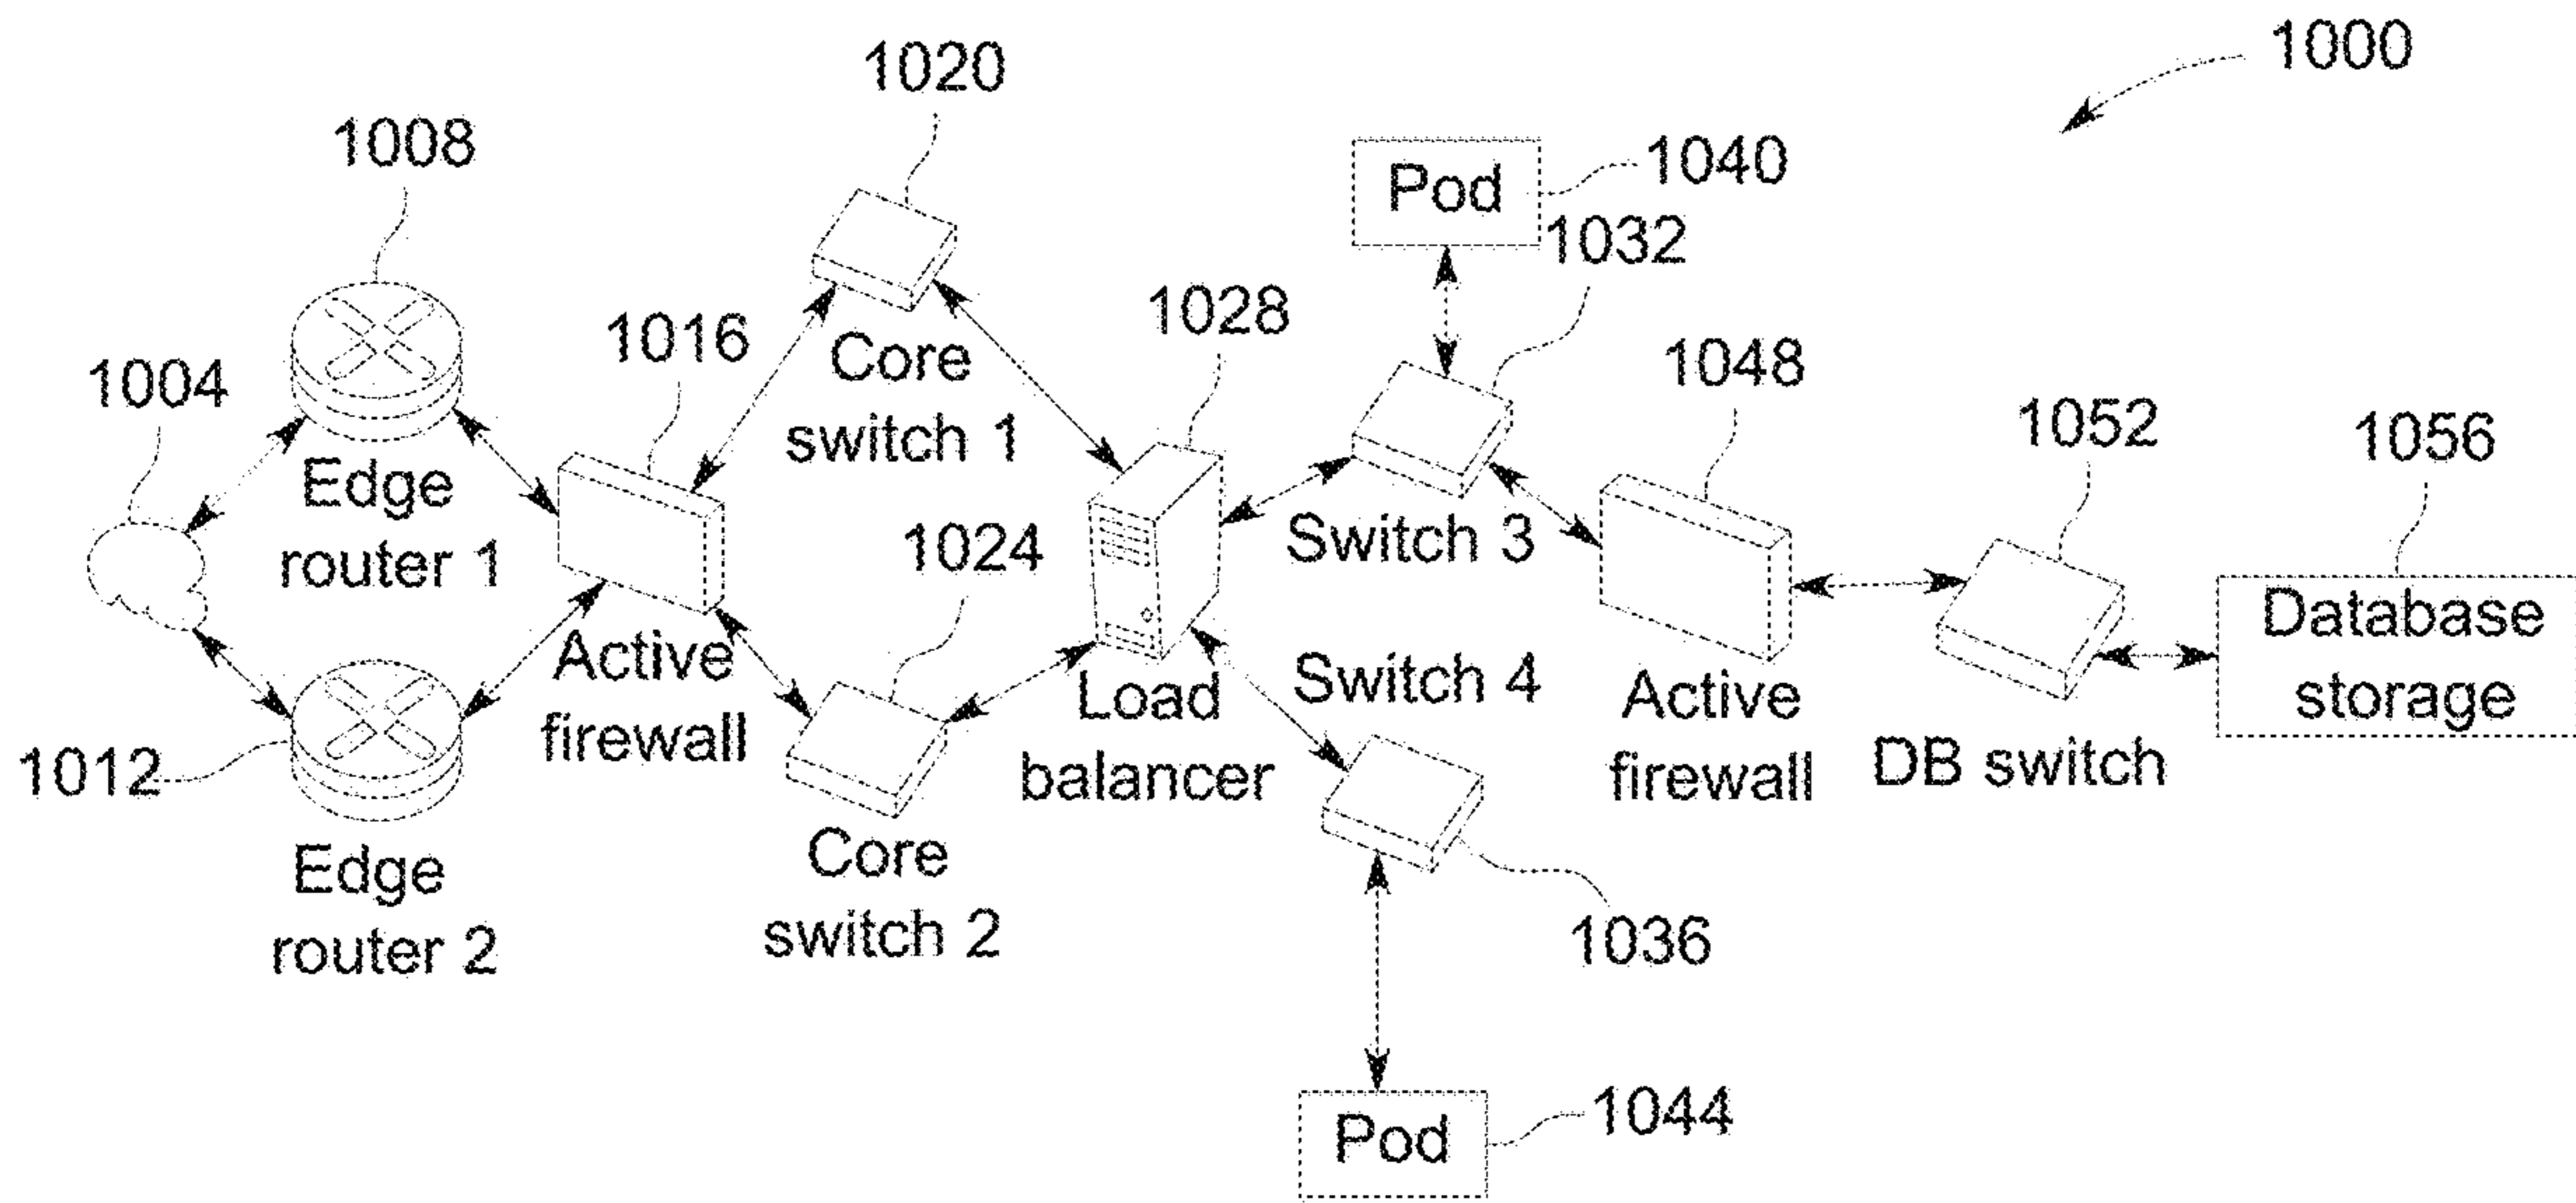 1000
1020
1008
Pod
1040
1032
1016
1028
1004
Core
switch 1
1048
1052
1056
Edge
router 1
1024
Switch 3
Database
storage
Active
firewall
Load
balancer
Switch 4
Active
firewall
DB switch
1012
Edge
router 2
Core
switch 2
1036
Pod
1044